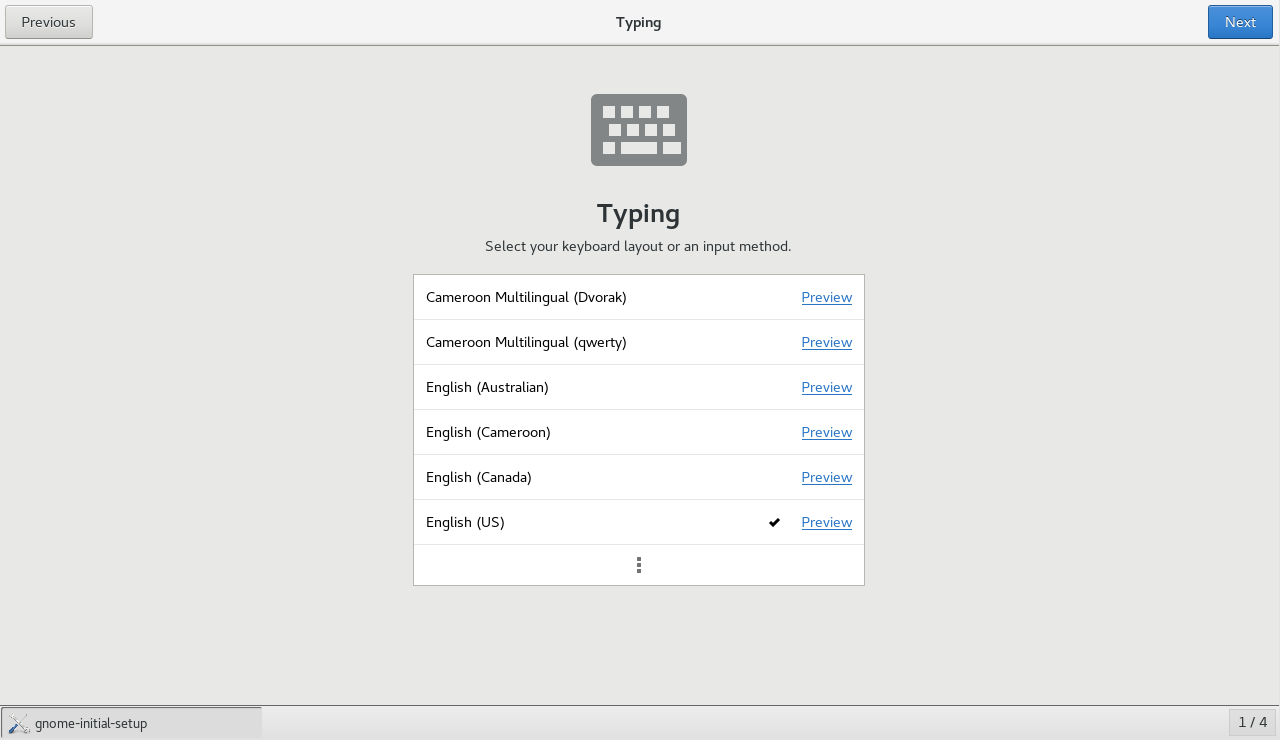 Previous
Typing
Next
Typing
Select your keyboard layout or an input method.
Cameroon Multilingual (Dvorak) Preview
Cameroon Multilingual (qwerty) Preview
English (Australian) Preview
English (Cameroon) Preview
English (Canada) Preview
English (US) Preview
gnome-initial-setup
1 / 4